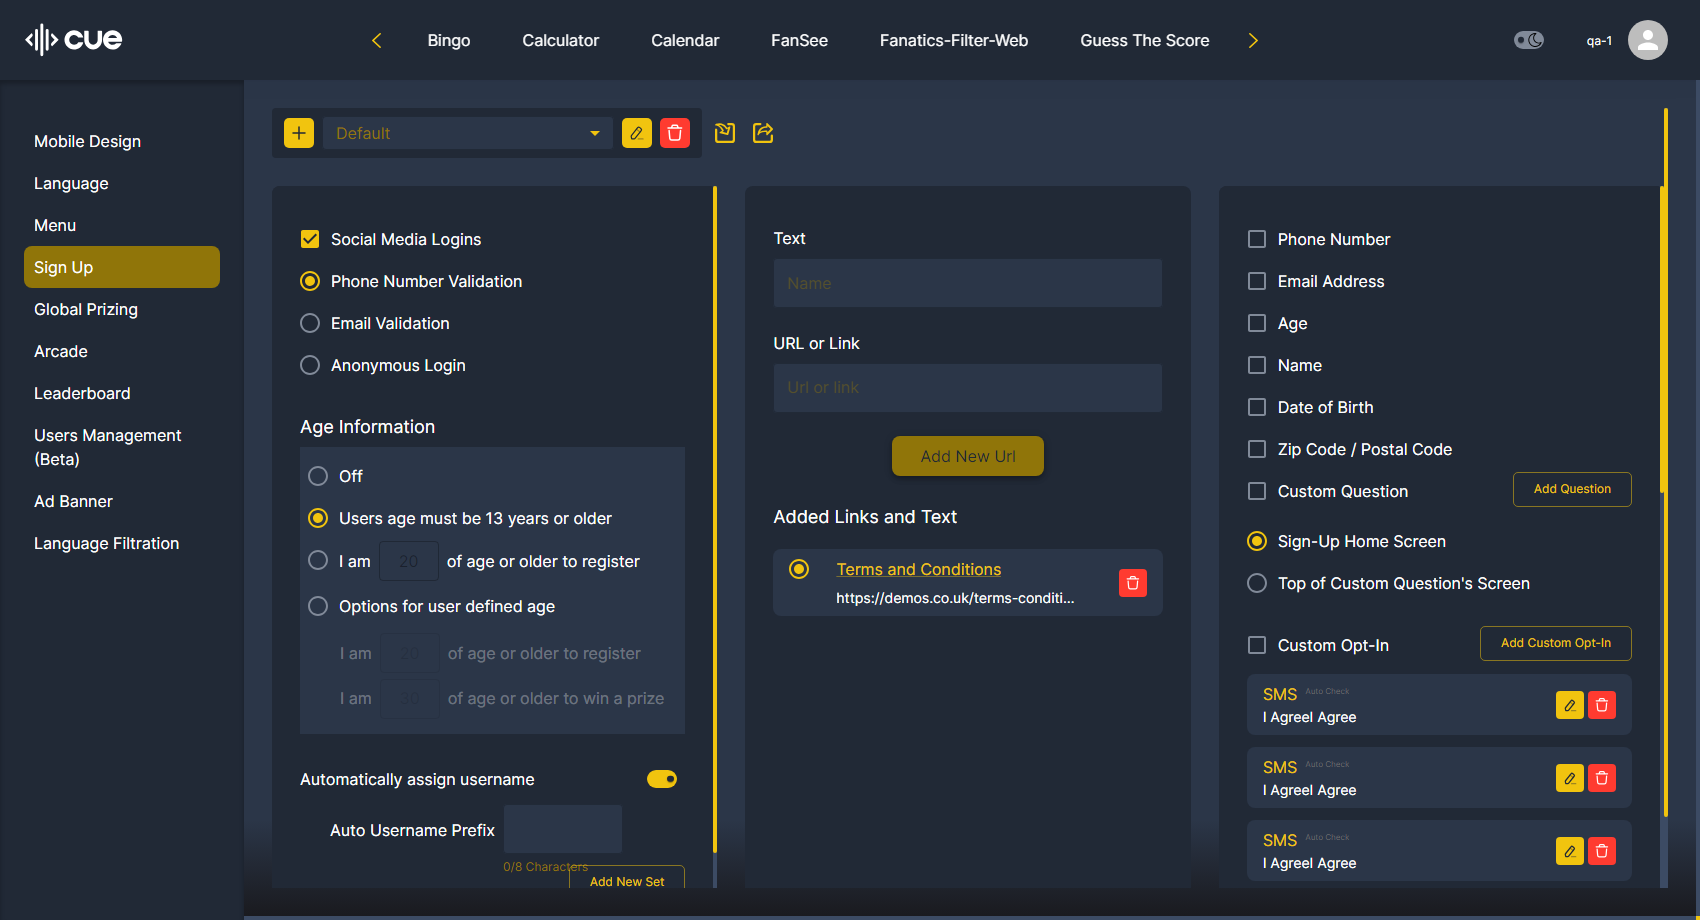 cue
Bingo
Calculator
Calendar
FanSee
Fanatics-Filter-Web
Guess The Score
qa-1
Mobile Design
Language
Menu
Sign Up
Global Prizing
Arcade
Leaderboard
Users Management
(Beta)
Ad Banner
Language Filtration
Default
Social Media Logins
Phone Number Validation
Email Validation
Anonymous Login
Age Information
Off
Users age must be 13 years or older
I am 20 of age or older to register
Options for user defined age
I am 20 of age or older to register
I am 30 of age or older to win a prize
Automatically assign username
Auto Username Prefix
0/8 Characters
Add New Set
Text
Name
URL or Link
Url or link
Add New Url
Added Links and Text
Terms and Conditions
https://demos.co.uk/terms-conditi...
Phone Number
Email Address
Age
Name
Date of Birth
Zip Code / Postal Code
Custom Question
Add Question
Sign-Up Home Screen
Top of Custom Question's Screen
Custom Opt-In
Add Custom Opt-In
SMS Auto Check
I AgreeI Agree
SMS Auto Check
I AgreeI Agree
SMS Auto Check
I AgreeI Agree